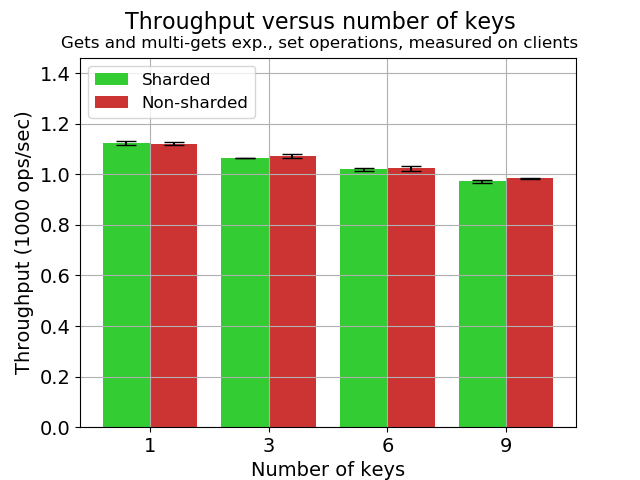 Throughput versus number of keys
Gets and multi-gets exp., set operations, measured on clients
Sharded
Non-sharded
Throughput (1000 ops/sec)
1.4
1.2
1.0
0.8
0.6
0.4
0.2
0.0
1 3 6 9
Number of keys